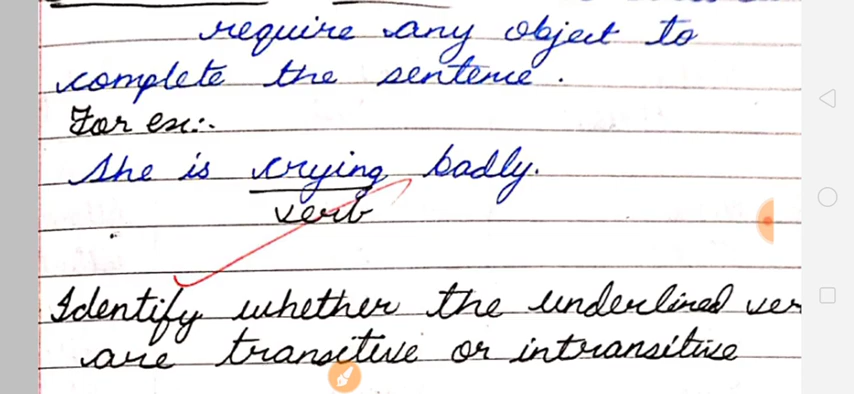 require any object to
complete the sentence.
For ex:-
She is crying badly.
verb
Identify whether the underlined ver
are transitive or intransitive